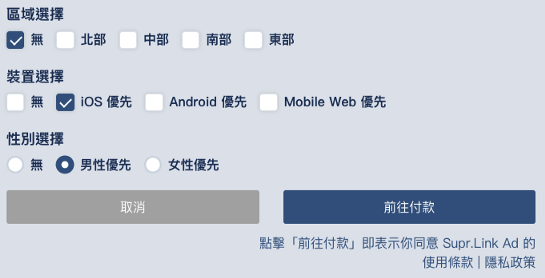 區域選擇
無 北部 中部 南部 東部
裝置選擇
無 iOS 優先 Android 優先 Mobile Web 優先
性別選擇
無 男性優先 女性優先
取消 前往付款
點擊「前往付款」即表示你同意 Supr.Link Ad 的
使用條款 | 隱私政策